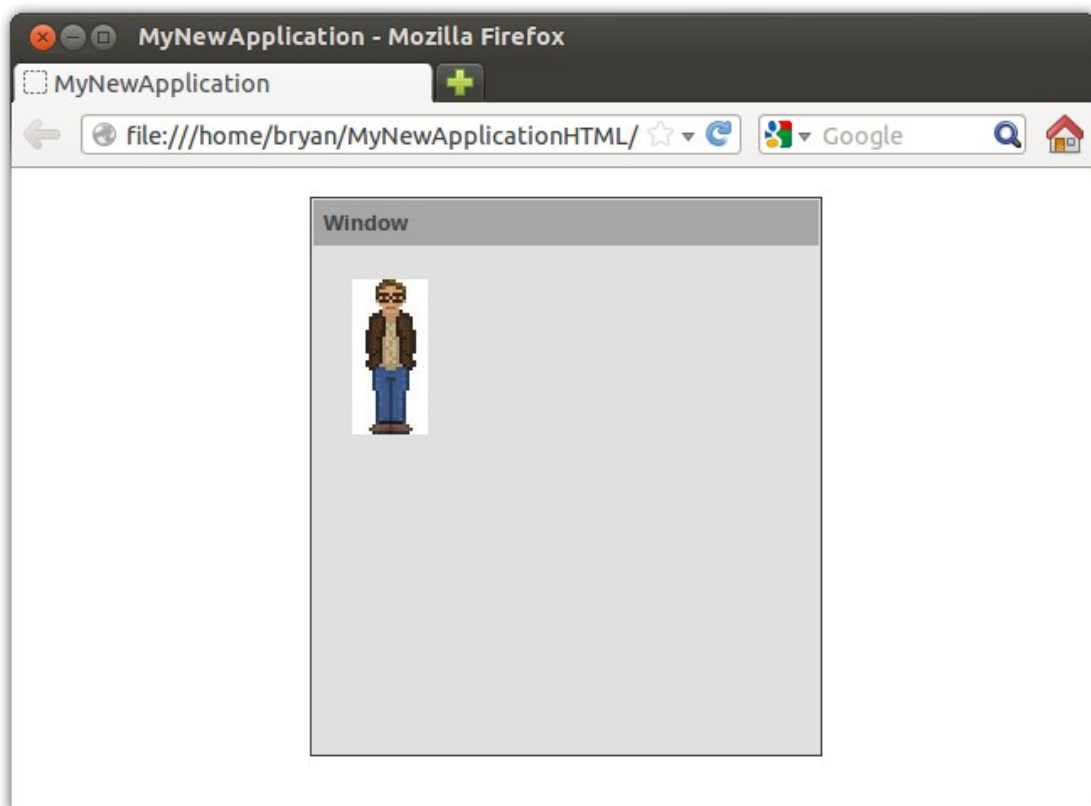 MyNewApplication - Mozilla Firefox
MyNewApplication
file:///home/bryan/MyNewApplicationHTML/ Google
Window